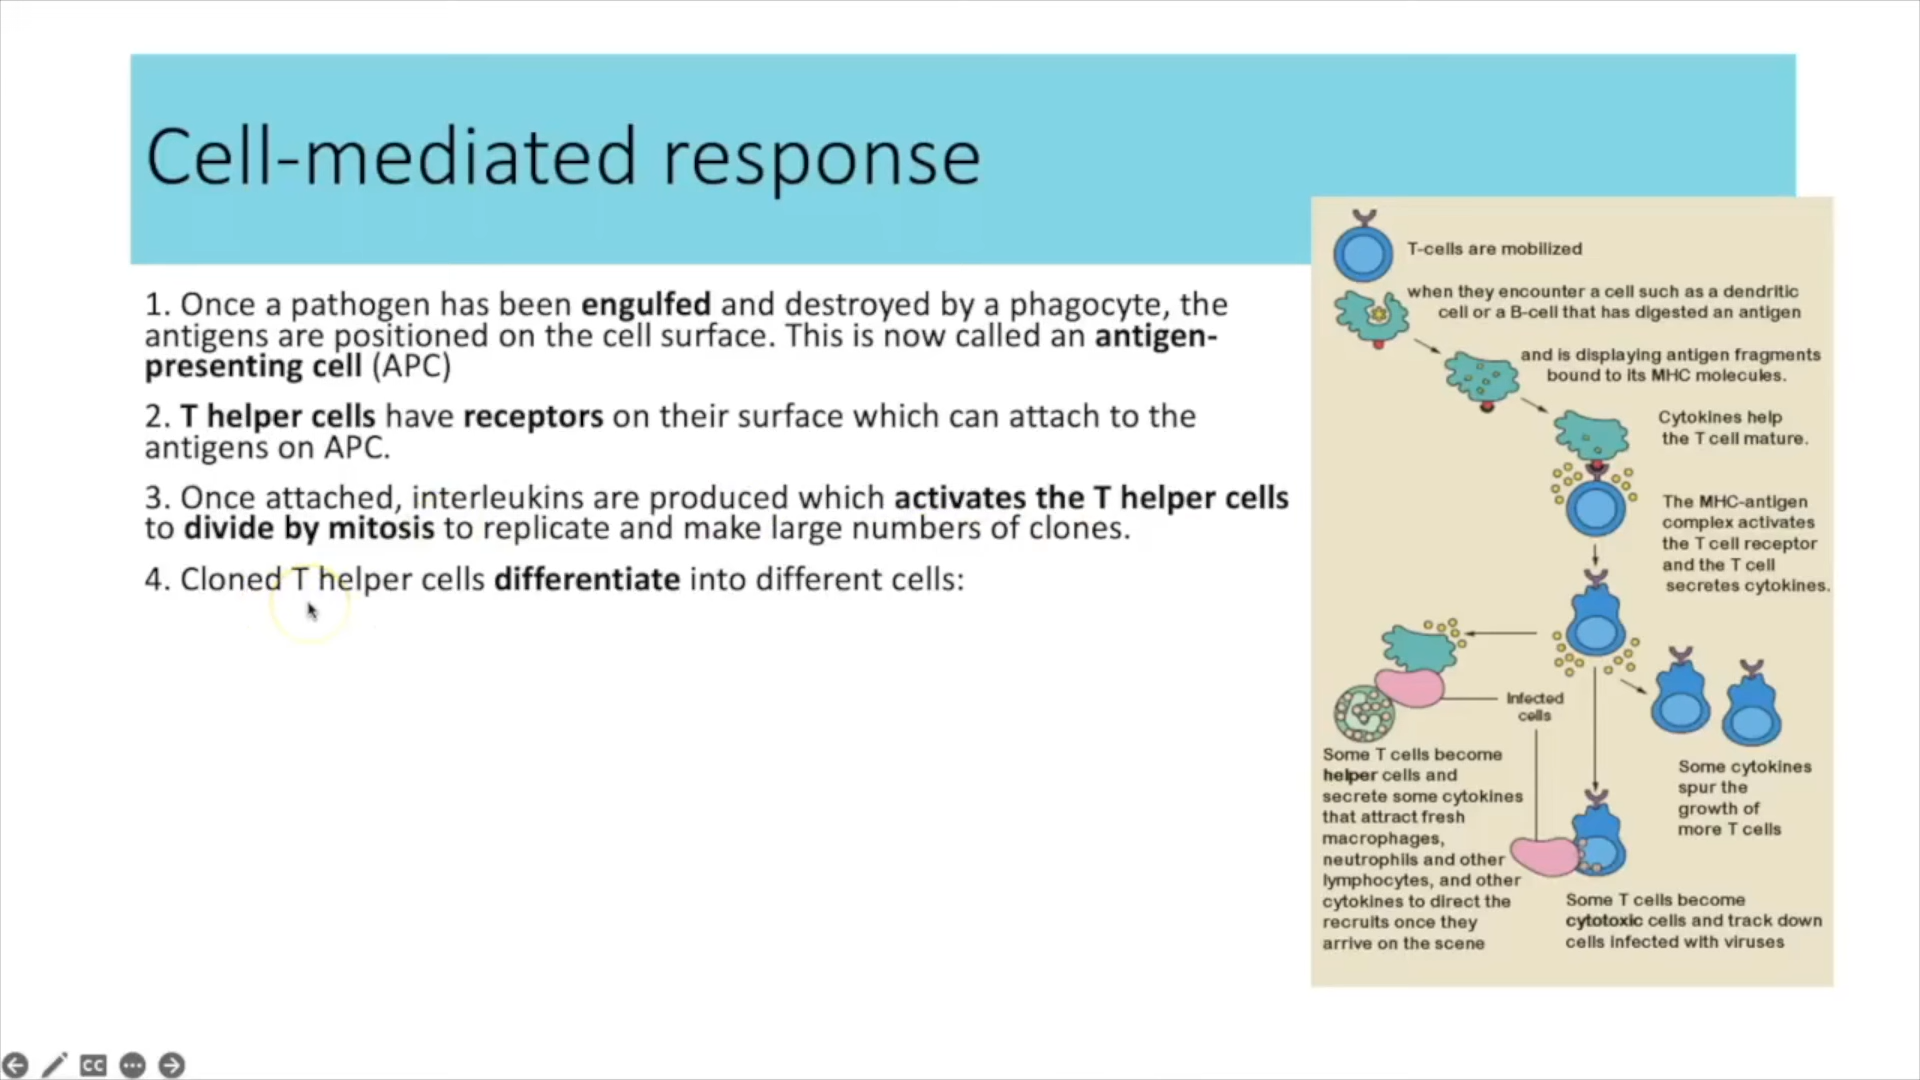 Cell-mediated response
1. Once a pathogen has been engulfed and destroyed by a phagocyte, the
antigens are positioned on the cell surface. This is now called an antigen-
presenting cell (APC)
2. T helper cells have receptors on their surface which can attach to the
antigens on APC.
3. Once attached, interleukins are produced which activates the T helper cells
to divide by mitosis to replicate and make large numbers of clones.
4. Cloned T helper cells differentiate into different cells:
T-cells are mobilized
when they encounter a cell such as a dendritic
cell or a B-cell that has digested an antigen
and is displaying antigen fragments
bound to its MHC molecules.
Cytokines help
the T cell mature.
The MHC-antigen
complex activates
the T cell receptor
and the T cell
secretes cytokines.
Infected
cells
Some T cells become
helper cells and
secrete some cytokines
that attract fresh
macrophages,
neutrophils and other
lymphocytes, and other
cytokines to direct the
recruits once they
arrive on the scene
Some cytokines
spur the
growth of
more T cells
Some T cells become
cytotoxic cells and track down
cells infected with viruses
CC